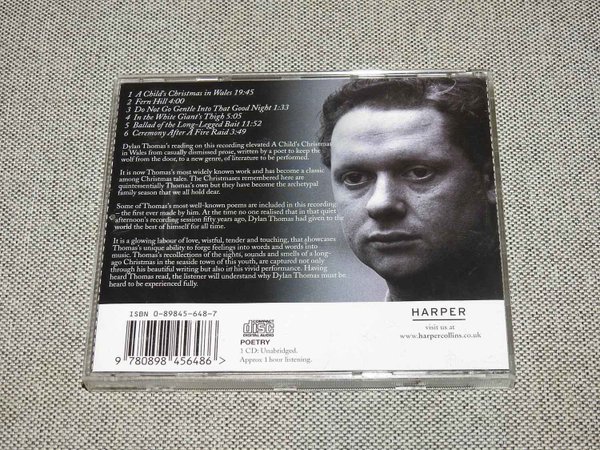 1 A Child's Christmas in Wales 19:45
2 Fern Hill 4:00
3 Do Not Go Gentle Into That Good Night 1:33
4 In the White Giant's Thigh 5:05
5 Ballad of the Long-Legged Bait 11:52
6 Ceremony After A Fire Raid 3:49
Dylan Thomas's reading on this recording elevated A Child's Christmas
in Wales from casually dismissed prose, written by a poet to keep the
wolf from the door, to a new genre, of literature to be performed.
It is now Thomas's most widely known work and has become a classic
among Christmas tales. The Christmases remembered here are
quintessentially Thomas's own but they have become the archetypal
family season that we all hold dear.
Some of Thomas's most well-known poems are included in this recording
– the first ever made by him. At the time no one realised that in that quiet
afternoon's recording session fifty years ago, Dylan Thomas had given to the
world the best of himself for all time.
It is a glowing labour of love, wistful, tender and touching, that showcases
Thomas's unique ability to forge feelings into words and words into
music. Thomas's recollections of the sights, sounds and smells of a long-
ago Christmas in the seaside town of this youth, are captured not only
through his beautiful writing but also in his vivid performance. Having
heard Thomas read, the listener will understand why Dylan Thomas must be
heard to be experienced fully.
ISBN 0-89845-648-7
9 780898 456486 >
COMPACT
disc
DIGITAL AUDIO
POETRY
1 CD: Unabridged.
Approx 1 hour listening.
HARPER
visit us at
www.harpercollins.co.uk